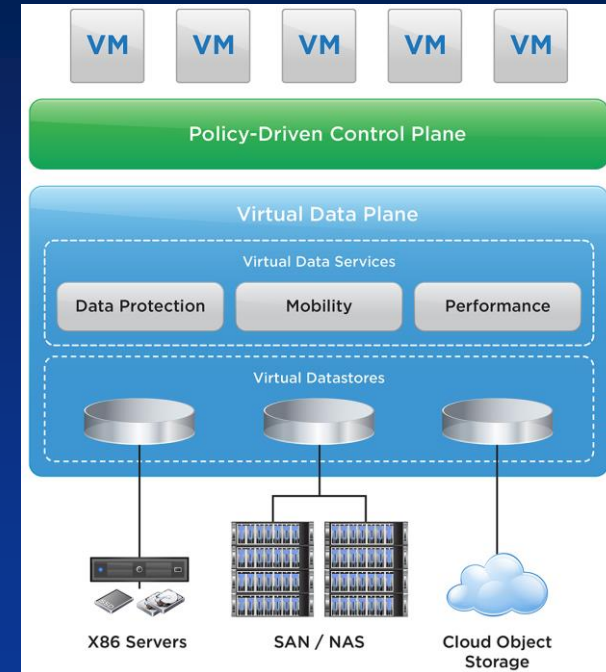 VM VM VM VM VM
Policy-Driven Control Plane
Virtual Data Plane
Virtual Data Services
Data Protection Mobility Performance
Virtual Datastores
X86 Servers SAN / NAS Cloud Object
Storage